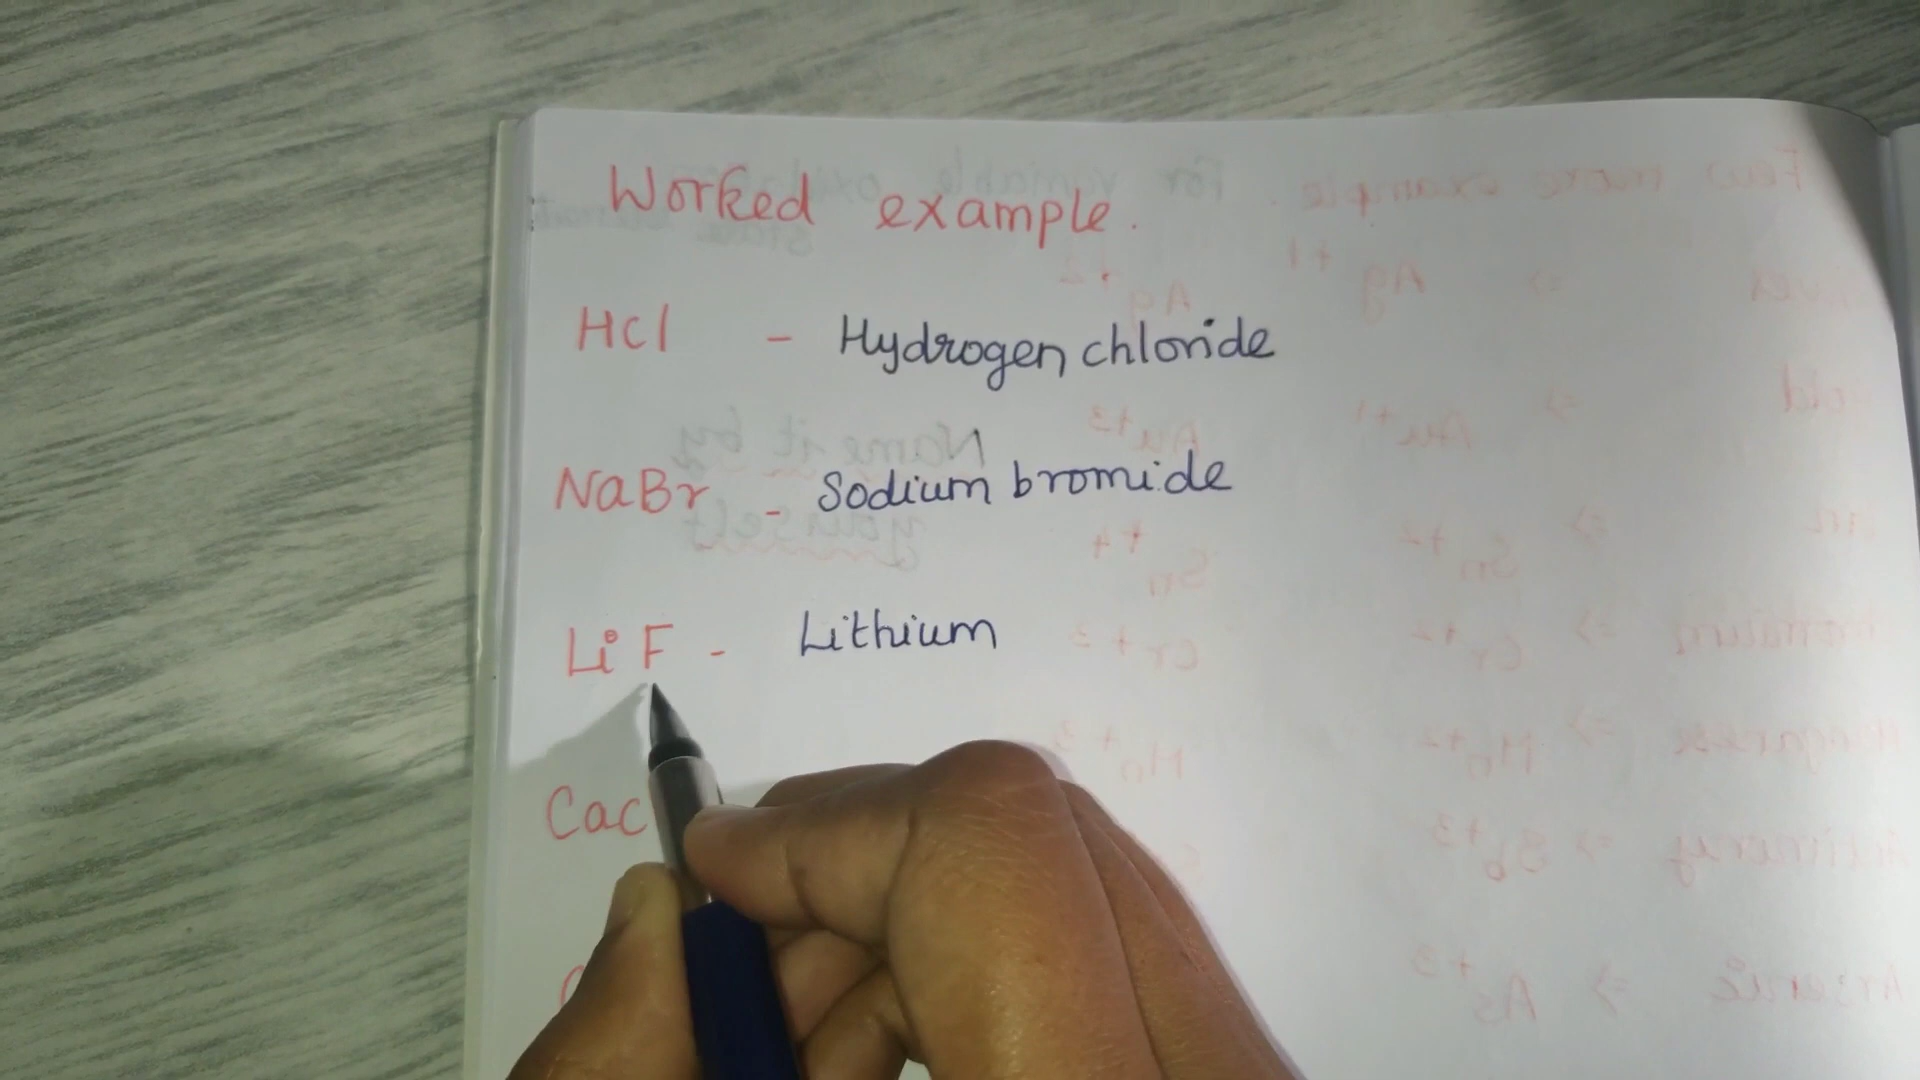 Worked example.
HCl - Hydrogen chloride
NaBr - Sodium bromide
LiF - Lithium
Cac